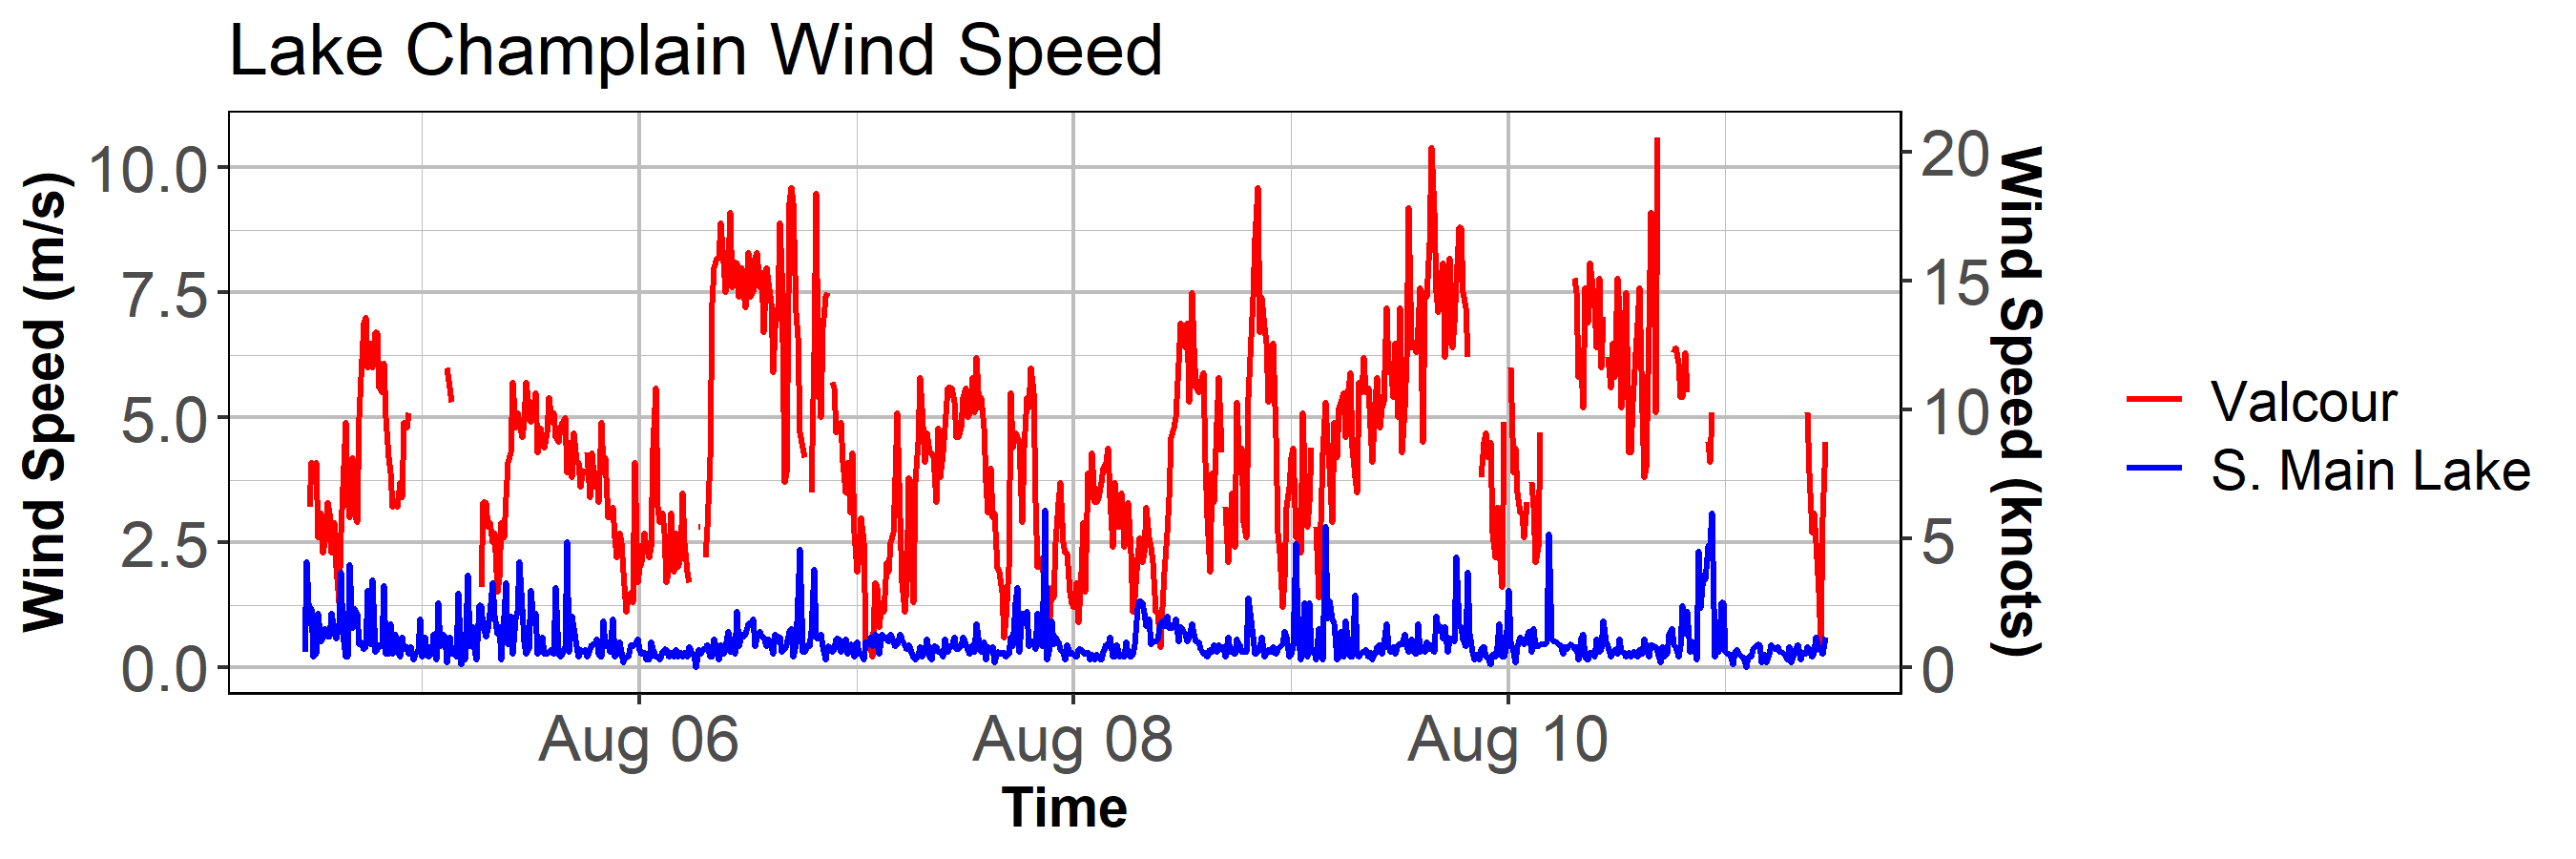 Lake Champlain Wind Speed
Wind Speed (m/s)
10.0
7.5
5.0
2.5
0.0
20
15
10
5
0
Wind Speed (knots)
Aug 06
Aug 08
Aug 10
Time
Valcour
S. Main Lake